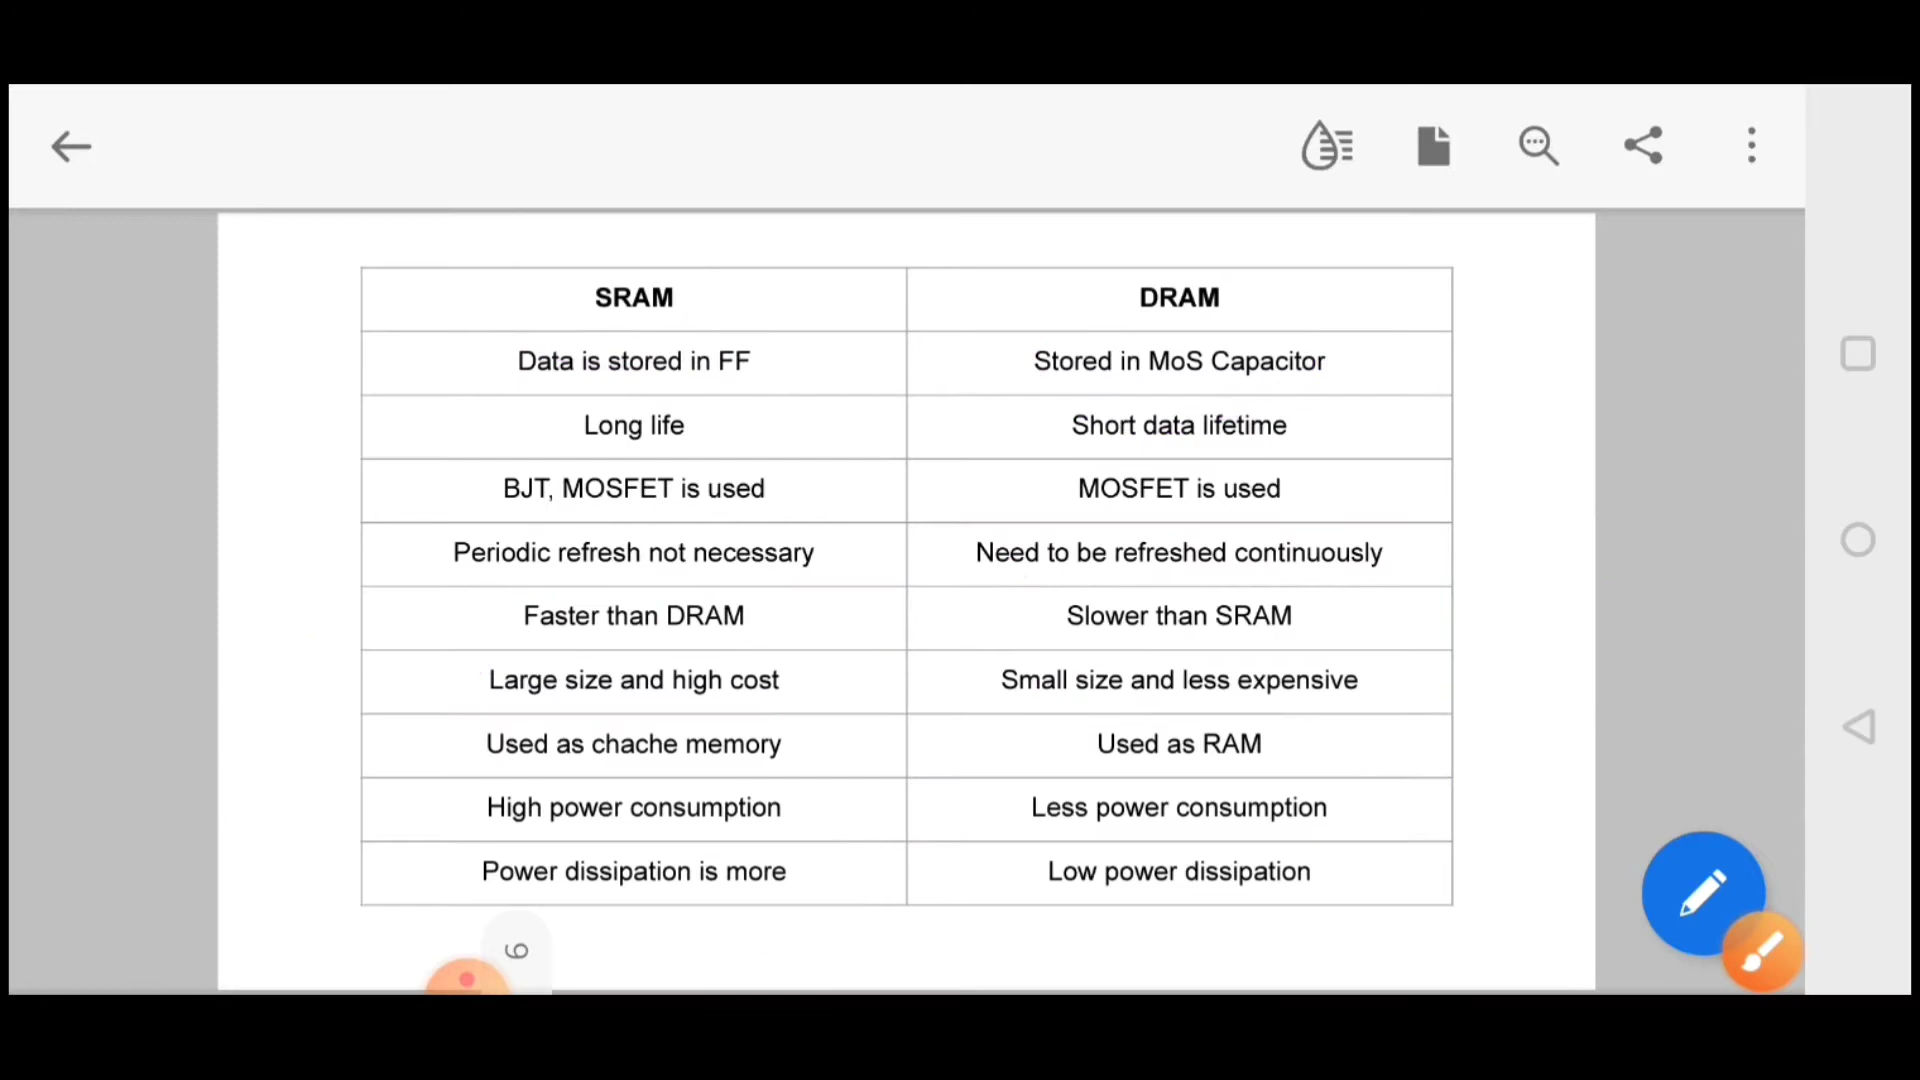 SRAM DRAM
Data is stored in FF Stored in MoS Capacitor
Long life Short data lifetime
BJT, MOSFET is used MOSFET is used
Periodic refresh not necessary Need to be refreshed continuously
Faster than DRAM Slower than SRAM
Large size and high cost Small size and less expensive
Used as chache memory Used as RAM
High power consumption Less power consumption
Power dissipation is more Low power dissipation
6